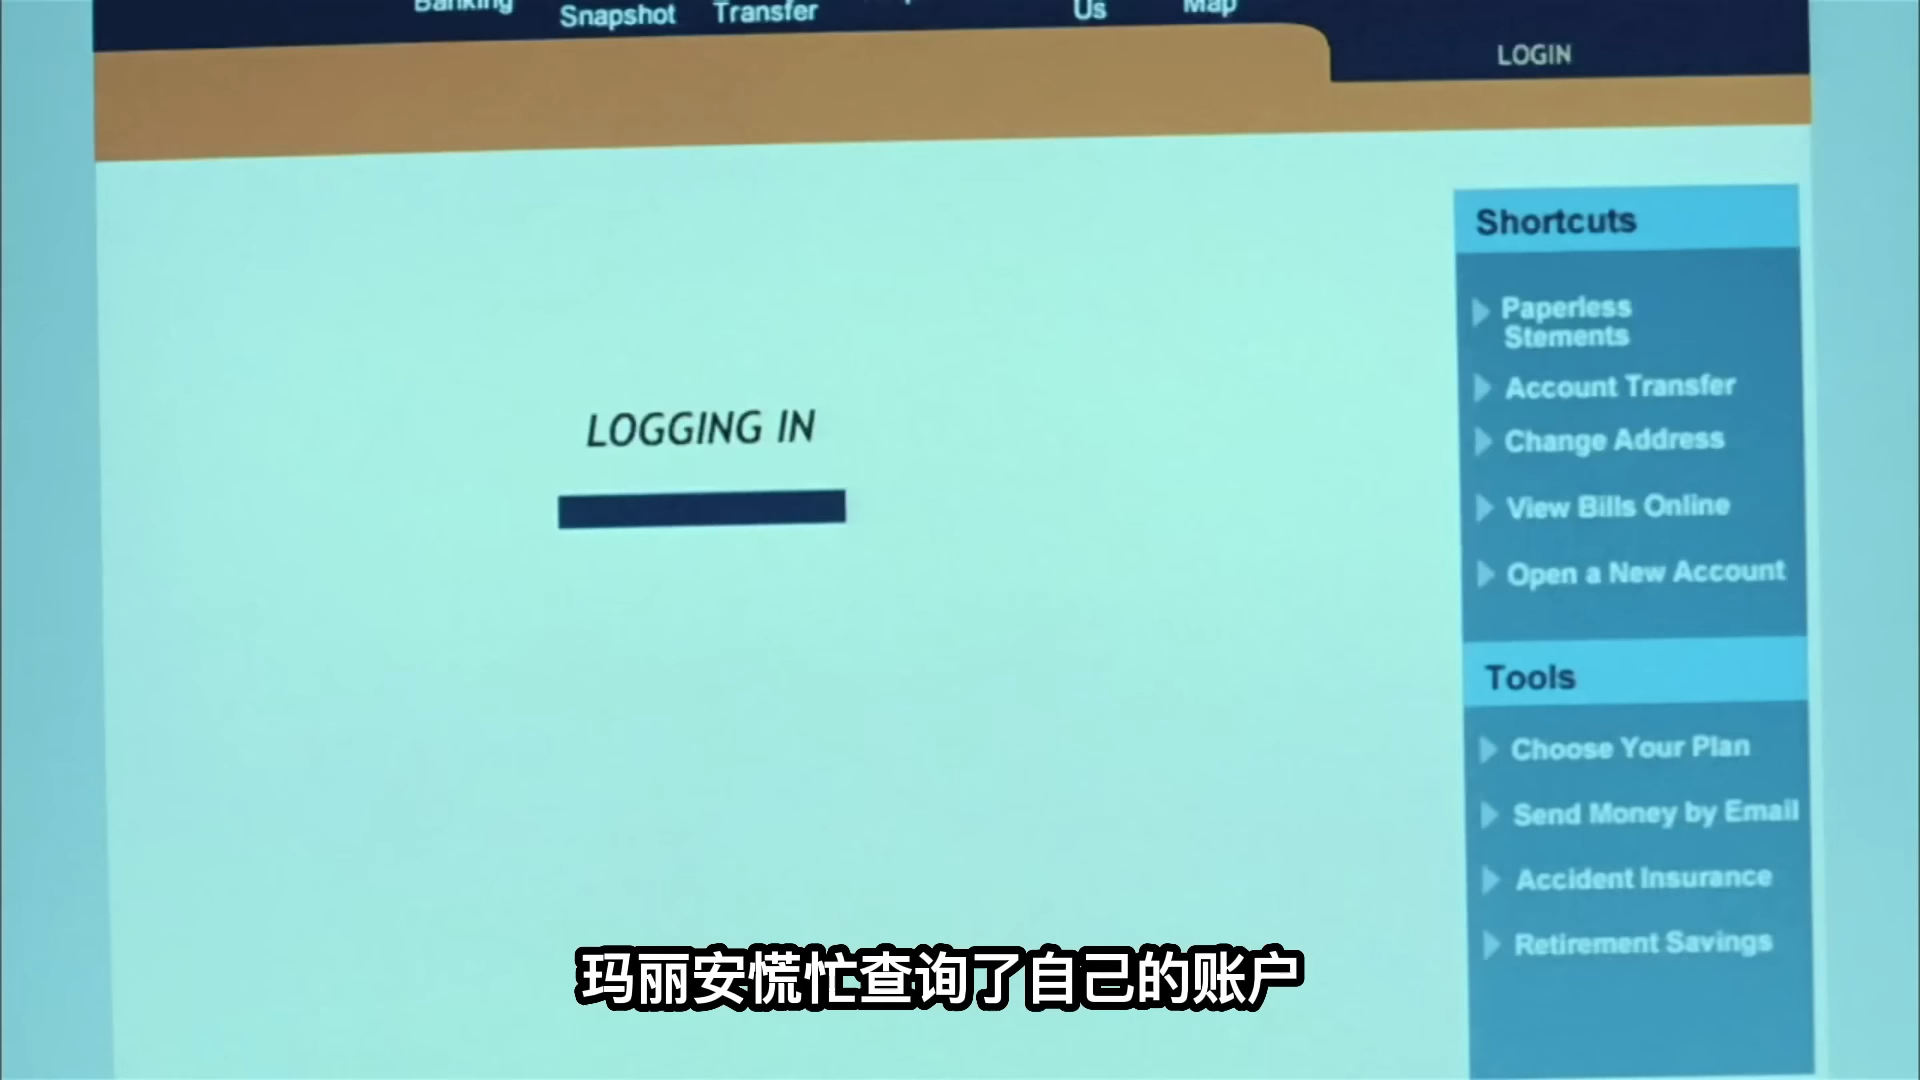 Banking
Snapshot
Transfer
Us
Map
LOGIN
LOGGING IN
Shortcuts
Paperless
Stements
Account Transfer
Change Address
View Bills Online
Open a New Account
Tools
Choose Your Plan
Send Money by Email
Accident Insurance
Retirement Savings
玛丽安慌忙查询了自己的账户